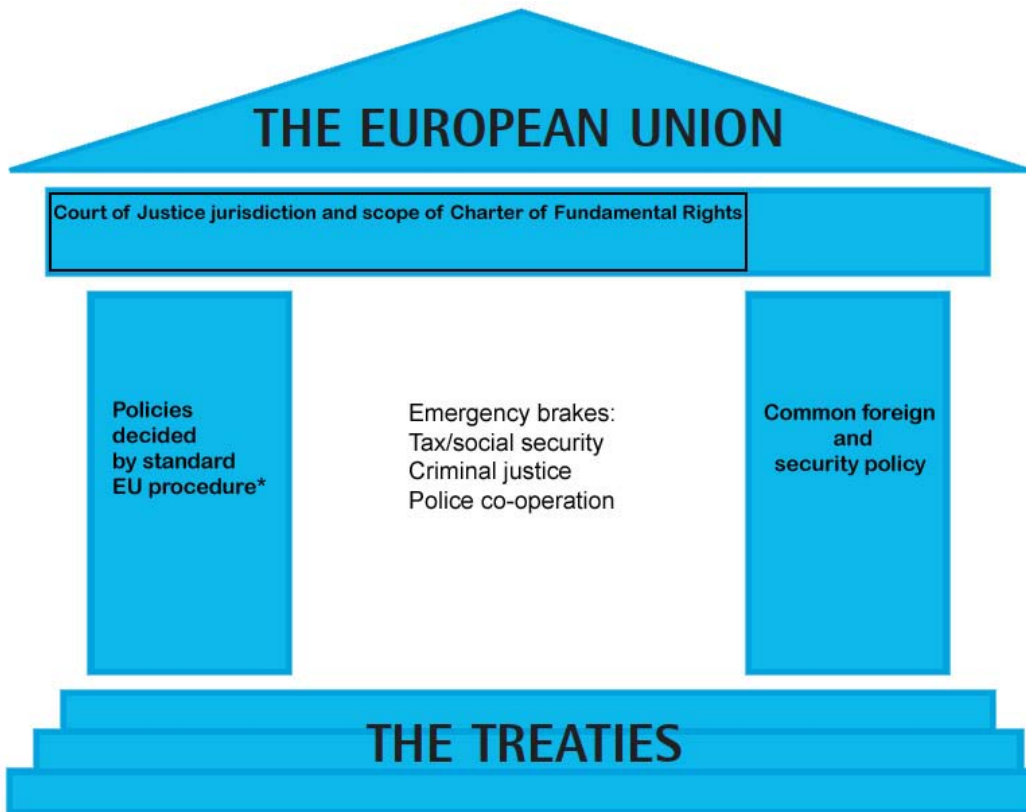 THE EUROPEAN UNION
Court of Justice jurisdiction and scope of Charter of Fundamental Rights
Policies
decided
by standard
EU procedure*
Emergency brakes:
Tax/social security
Criminal justice
Police co-operation
Common foreign
and
security policy
THE TREATIES